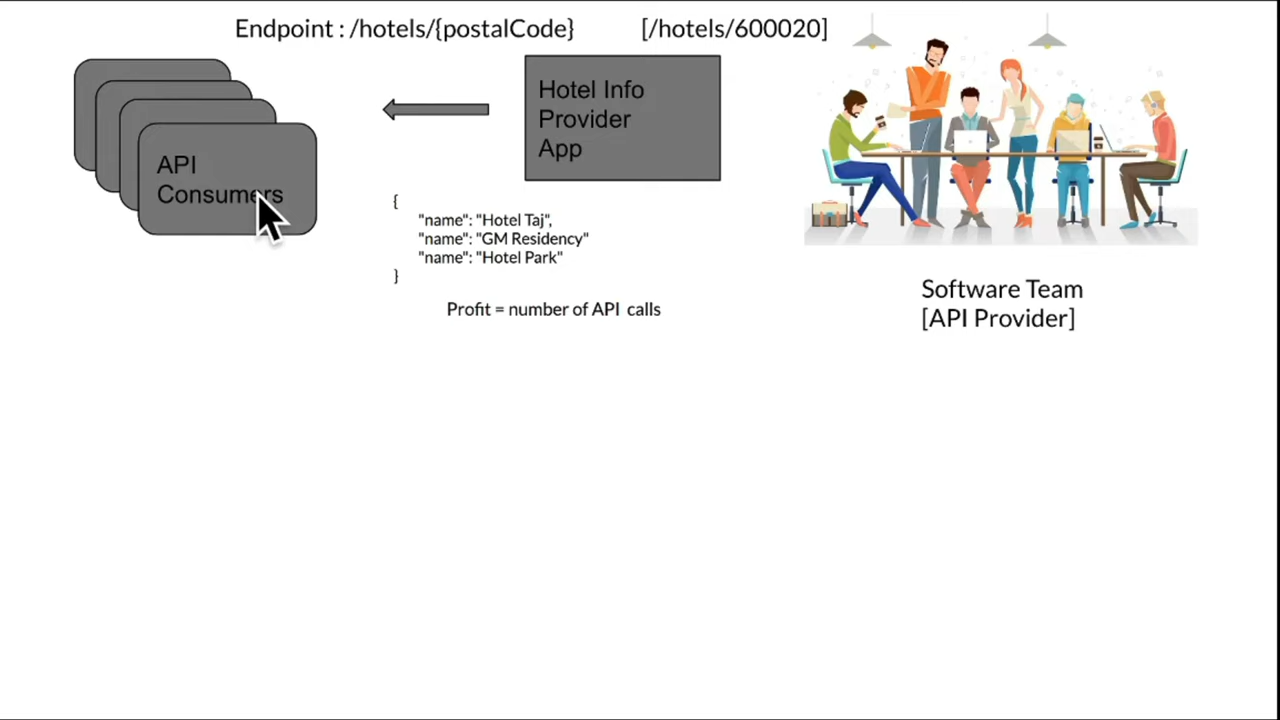 Endpoint : /hotels/{postalCode} [/hotels/600020]
API
Consumers
Hotel Info
Provider
App
{
"name": "Hotel Taj",
"name": "GM Residency"
"name": "Hotel Park"
}
Profit = number of API calls
Software Team
[API Provider]